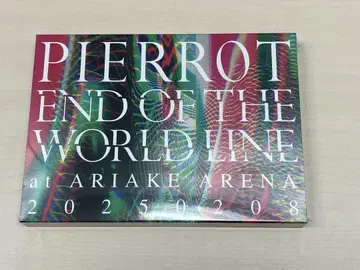 PIERROT
END OF THE
WORLD LINE
at ARIAKE ARENA
20250208